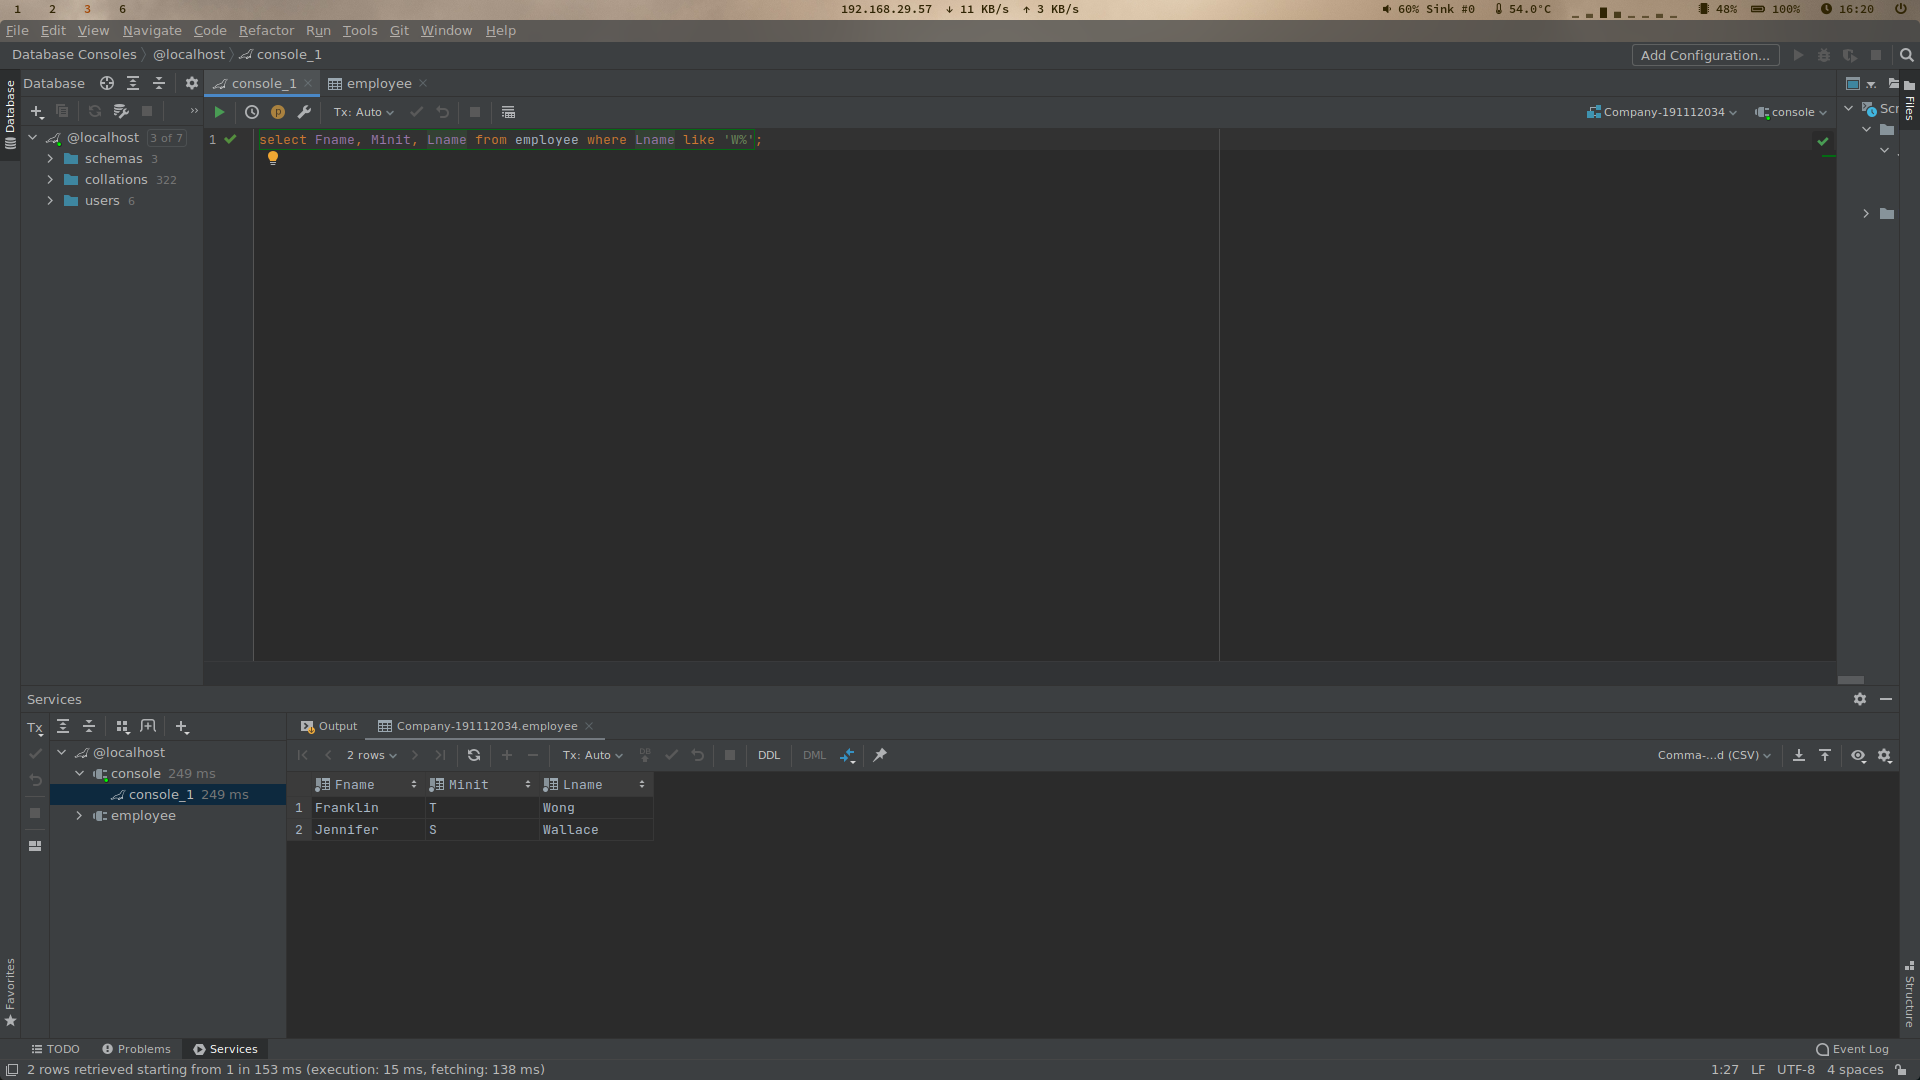 1 2 3 6 192.168.29.57 ↓ 11 KB/s ↑ 3 KB/s 60% Sink #0 54.0°C 48% 100% 16:20
File Edit View Navigate Code Refactor Run Tools Git Window Help
Database Consoles @localhost console_1 Add Configuration...
Database console_1 employee
Tx: Auto Company-191112034 console
Database
Files
1 select Fname, Minit, Lname from employee where Lname like 'W%';
@localhost 3 of 7
schemas 3
collations 322
users 6
Scr
Services
Tx Output Company-191112034.employee
2 rows Tx: Auto DB DDL DML Comma-...d (CSV)
@localhost
console 249 ms
console_1 249 ms
employee
Fname Minit Lname
1 Franklin T Wong
2 Jennifer S Wallace
Favorites
Structure
TODO Problems Services Event Log
2 rows retrieved starting from 1 in 153 ms (execution: 15 ms, fetching: 138 ms) 1:27 LF UTF-8 4 spaces